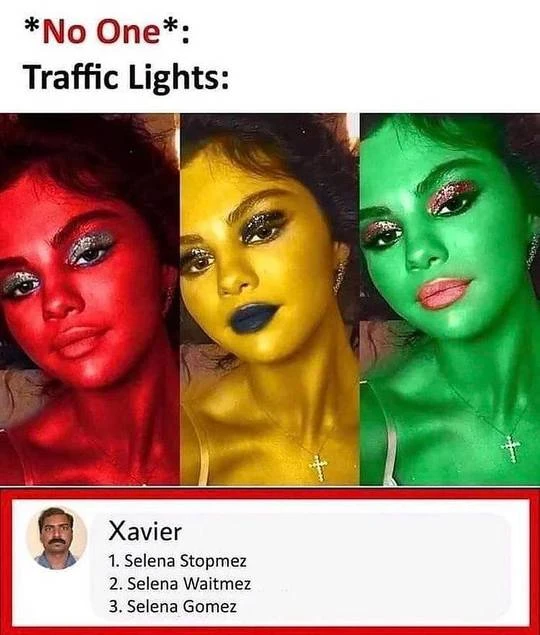 *No One*:
Traffic Lights:
Xavier
1. Selena Stopmez
2. Selena Waitmez
3. Selena Gomez